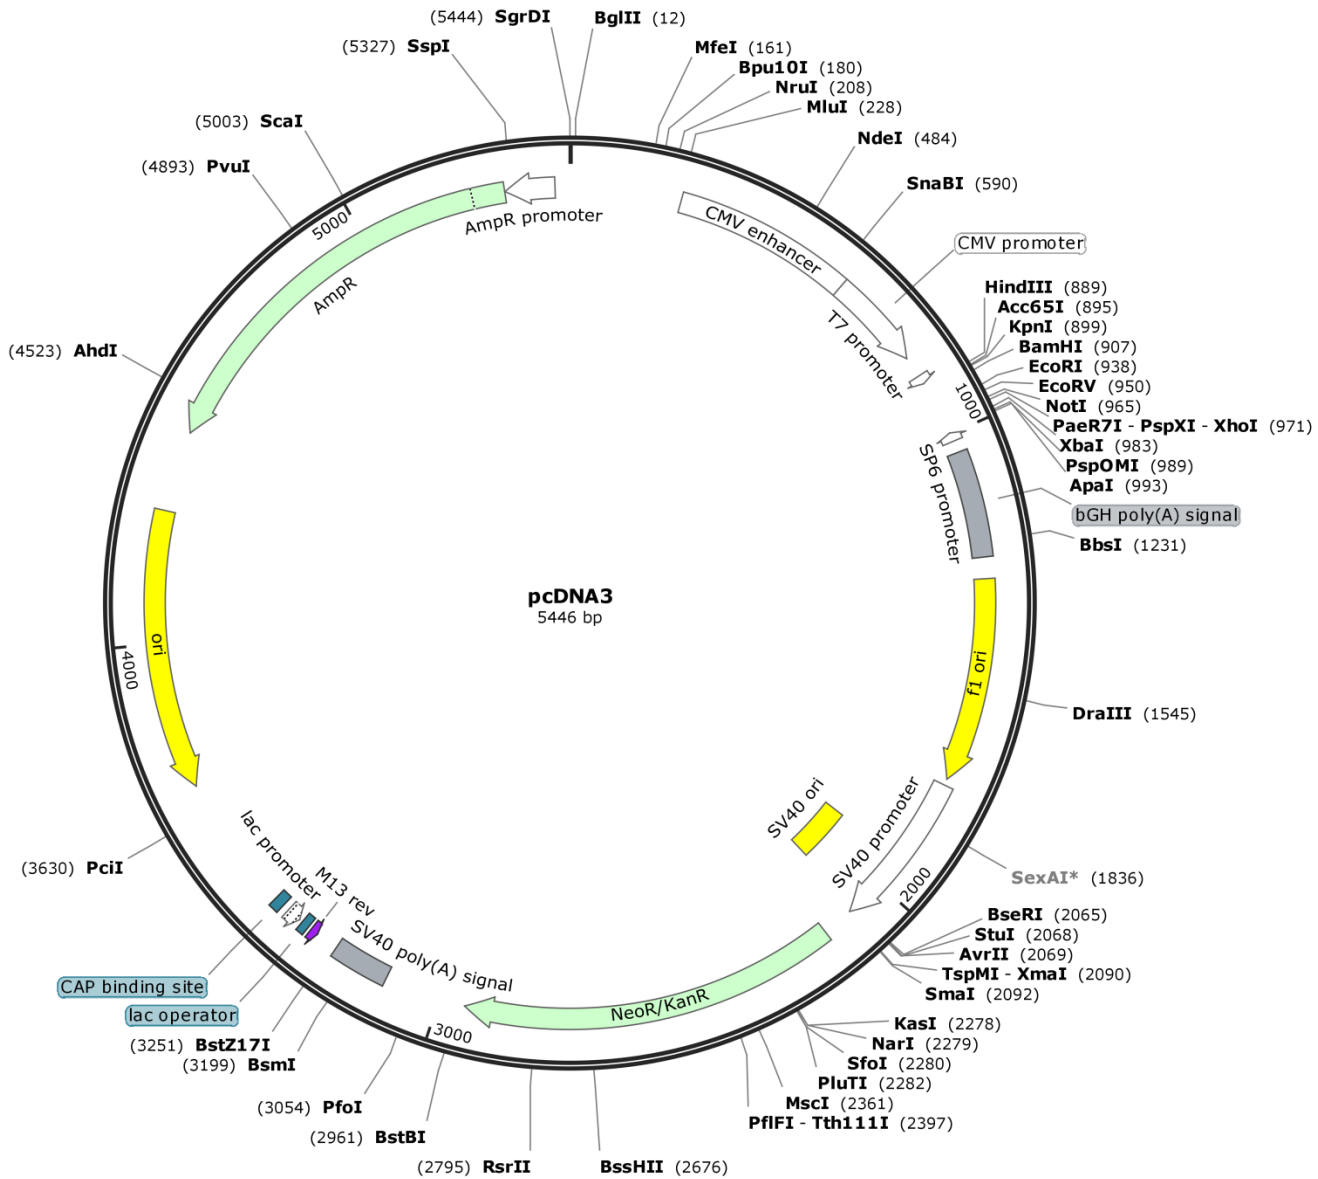 (5444) SgrDI
BglII (12)
(5327) SspI
MfeI (161)
Bpu10I (180)
NruI (208)
MluI (228)
(5003) ScaI
NdeI (484)
(4893) PvuI
SnaBI (590)
5000
AmpR promoter
CMV enhancer
CMV promoter
AmpR
T7 promoter
HindIII (889)
Acc65I (895)
KpnI (899)
BamHI (907)
(4523) AhdI
EcoRI (938)
EcoRV (950)
1000
NotI (965)
PaeR7I - PspXI - XhoI (971)
XbaI (983)
PspOMI (989)
ApaI (993)
SP6 promoter
bGH poly(A) signal
BbsI (1231)
pcDNA3
5446 bp
ori
4000
f1 ori
DraIII (1545)
SV40 ori
SV40 promoter
(3630) PciI
lac promoter
M13 rev
SexAI* (1836)
2000
BseRI (2065)
StuI (2068)
AvrII (2069)
SV40 poly(A) signal
TspMI - XmaI (2090)
CAP binding site
SmaI (2092)
NeoR/KanR
lac operator
KasI (2278)
3000
(3251) BstZ17I
NarI (2279)
(3199) BsmI
SfoI (2280)
PluTI (2282)
(3054) PfoI
MscI (2361)
PflFI - Tth111I (2397)
(2961) BstBI
(2795) RsrII
BssHII (2676)